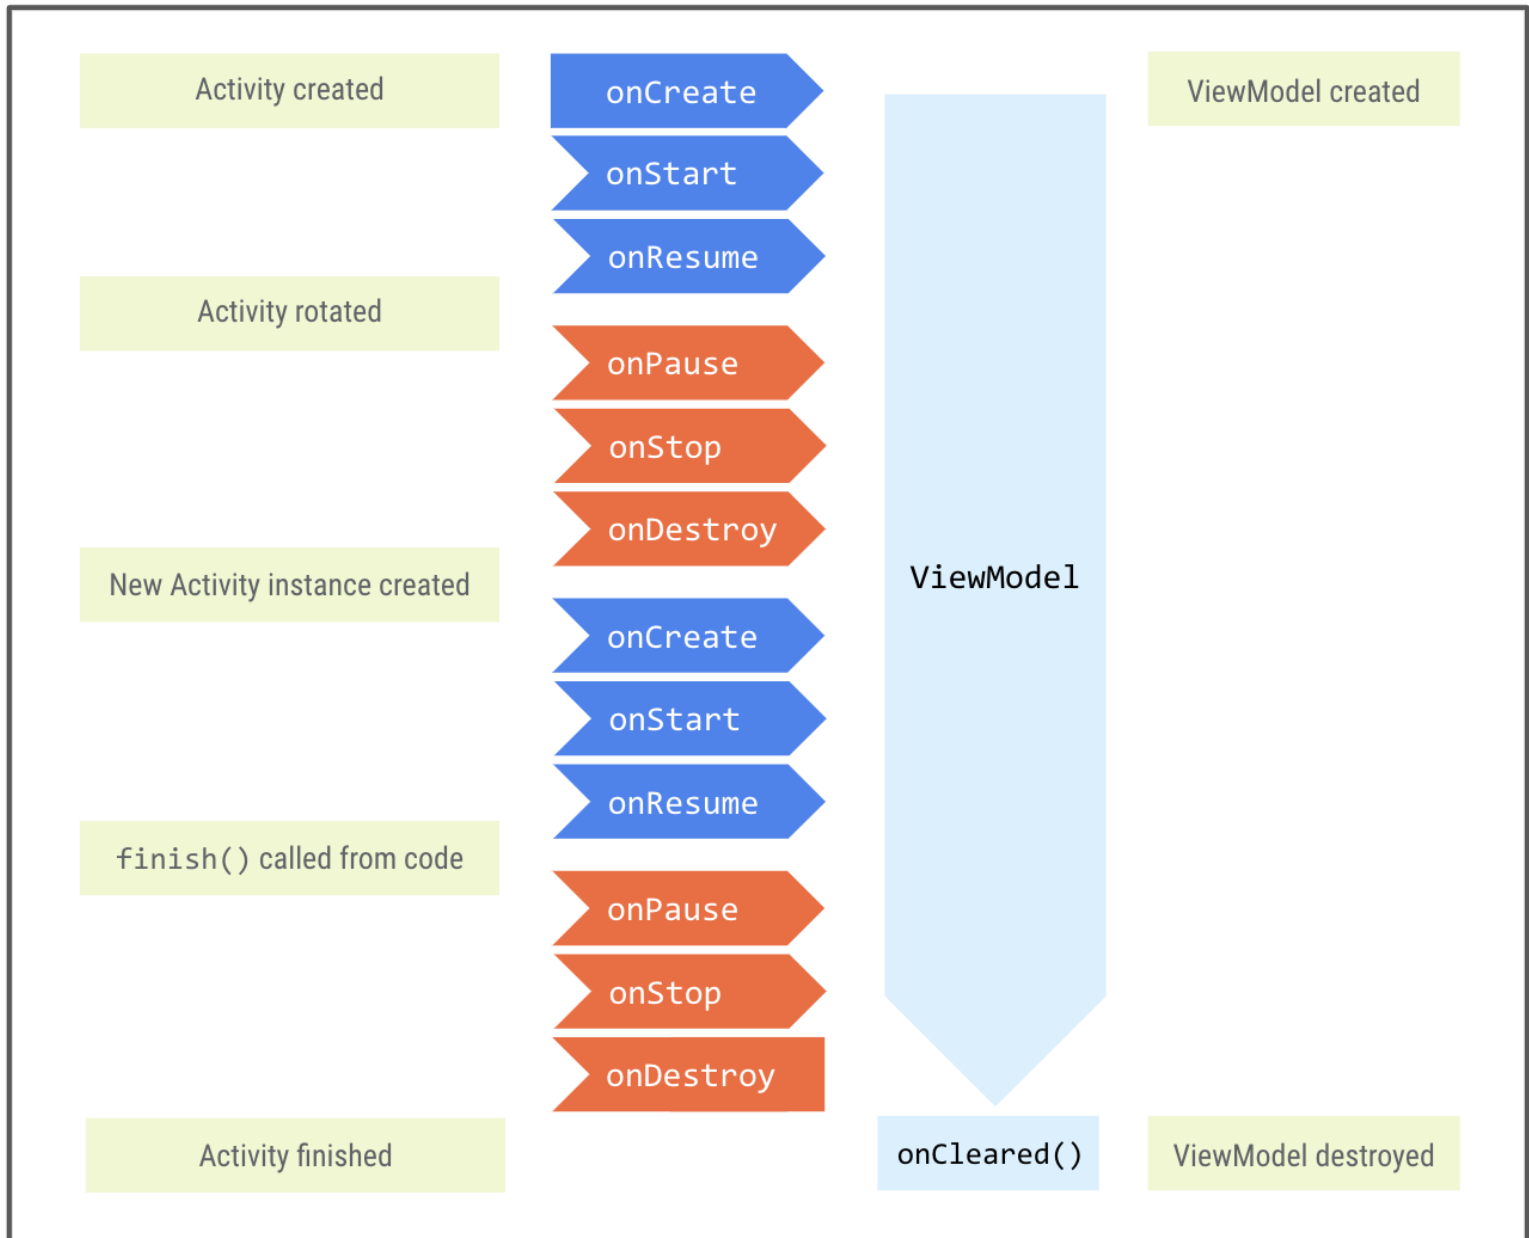 Activity created
onCreate
ViewModel created
onStart
onResume
Activity rotated
onPause
onStop
onDestroy
New Activity instance created
ViewModel
onCreate
onStart
onResume
finish() called from code
onPause
onStop
onDestroy
Activity finished
onCleared()
ViewModel destroyed